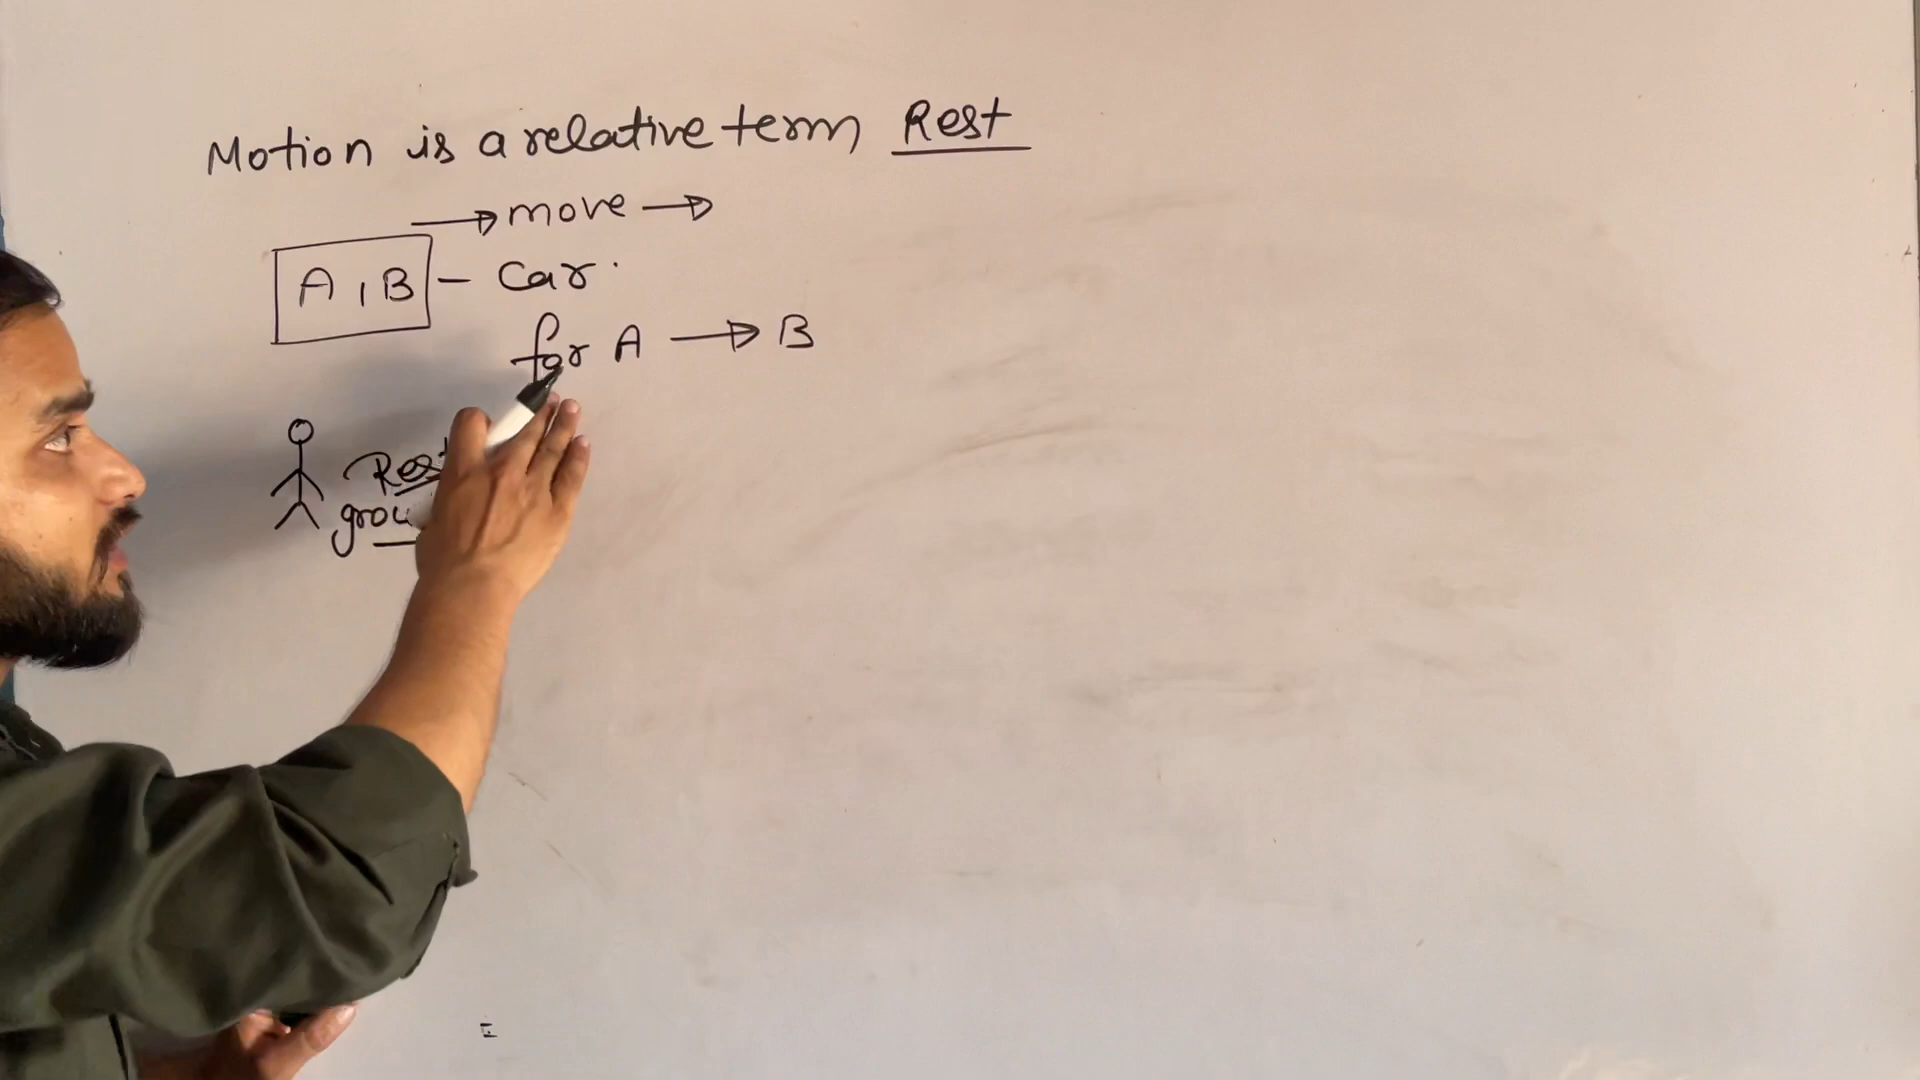 Motion is a relative term Rest
→ move →
A, B - Car
for A → B